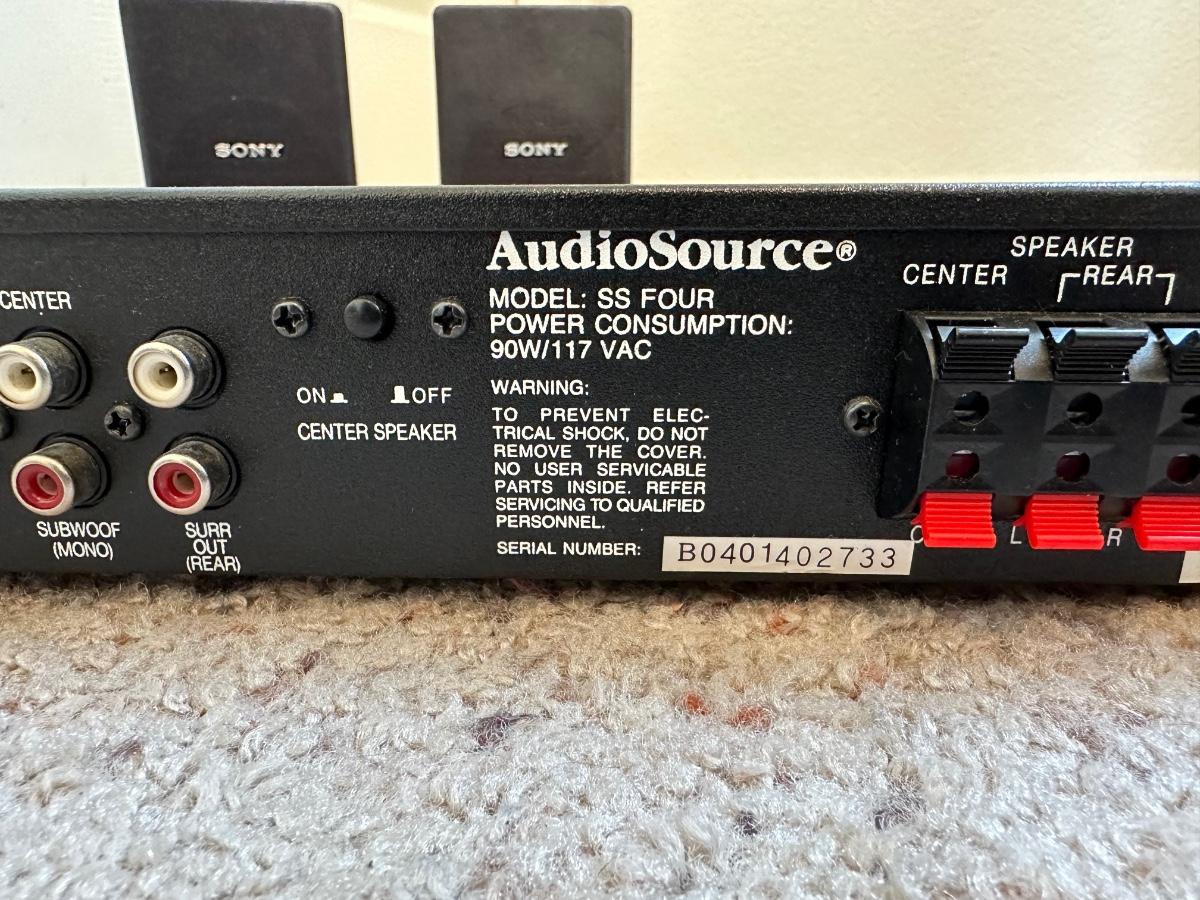 SONY
SONY
AudioSource®
MODEL: SS FOUR
POWER CONSUMPTION:
90W/117 VAC
WARNING:
TO PREVENT ELEC-
TRICAL SHOCK, DO NOT
REMOVE THE COVER.
NO USER SERVICABLE
PARTS INSIDE. REFER
SERVICING TO QUALIFIED
PERSONNEL.
SERIAL NUMBER: B0401402733
CENTER
ON OFF
CENTER SPEAKER
SUBWOOF
(MONO)
SURR
OUT
(REAR)
SPEAKER
CENTER
REAR
C L R